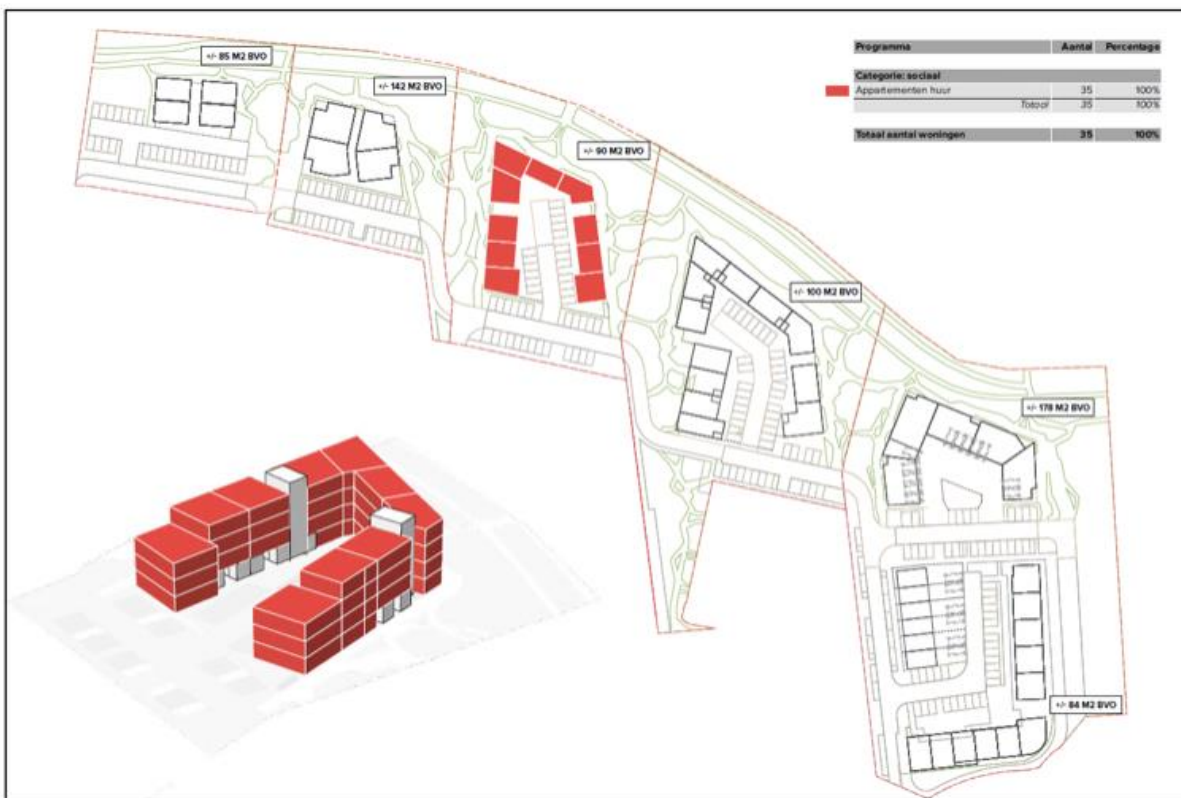 +/- 85 M2 BVO
+/- 142 M2 BVO
+/- 90 M2 BVO
+/- 100 M2 BVO
+/- 178 M2 BVO
+/- 84 M2 BVO
Programma Aantal Percentage
Categorie: sociaal
Appartementen huur 35 100%
Totaal 35 100%
Totaal aantal woningen 35 100%